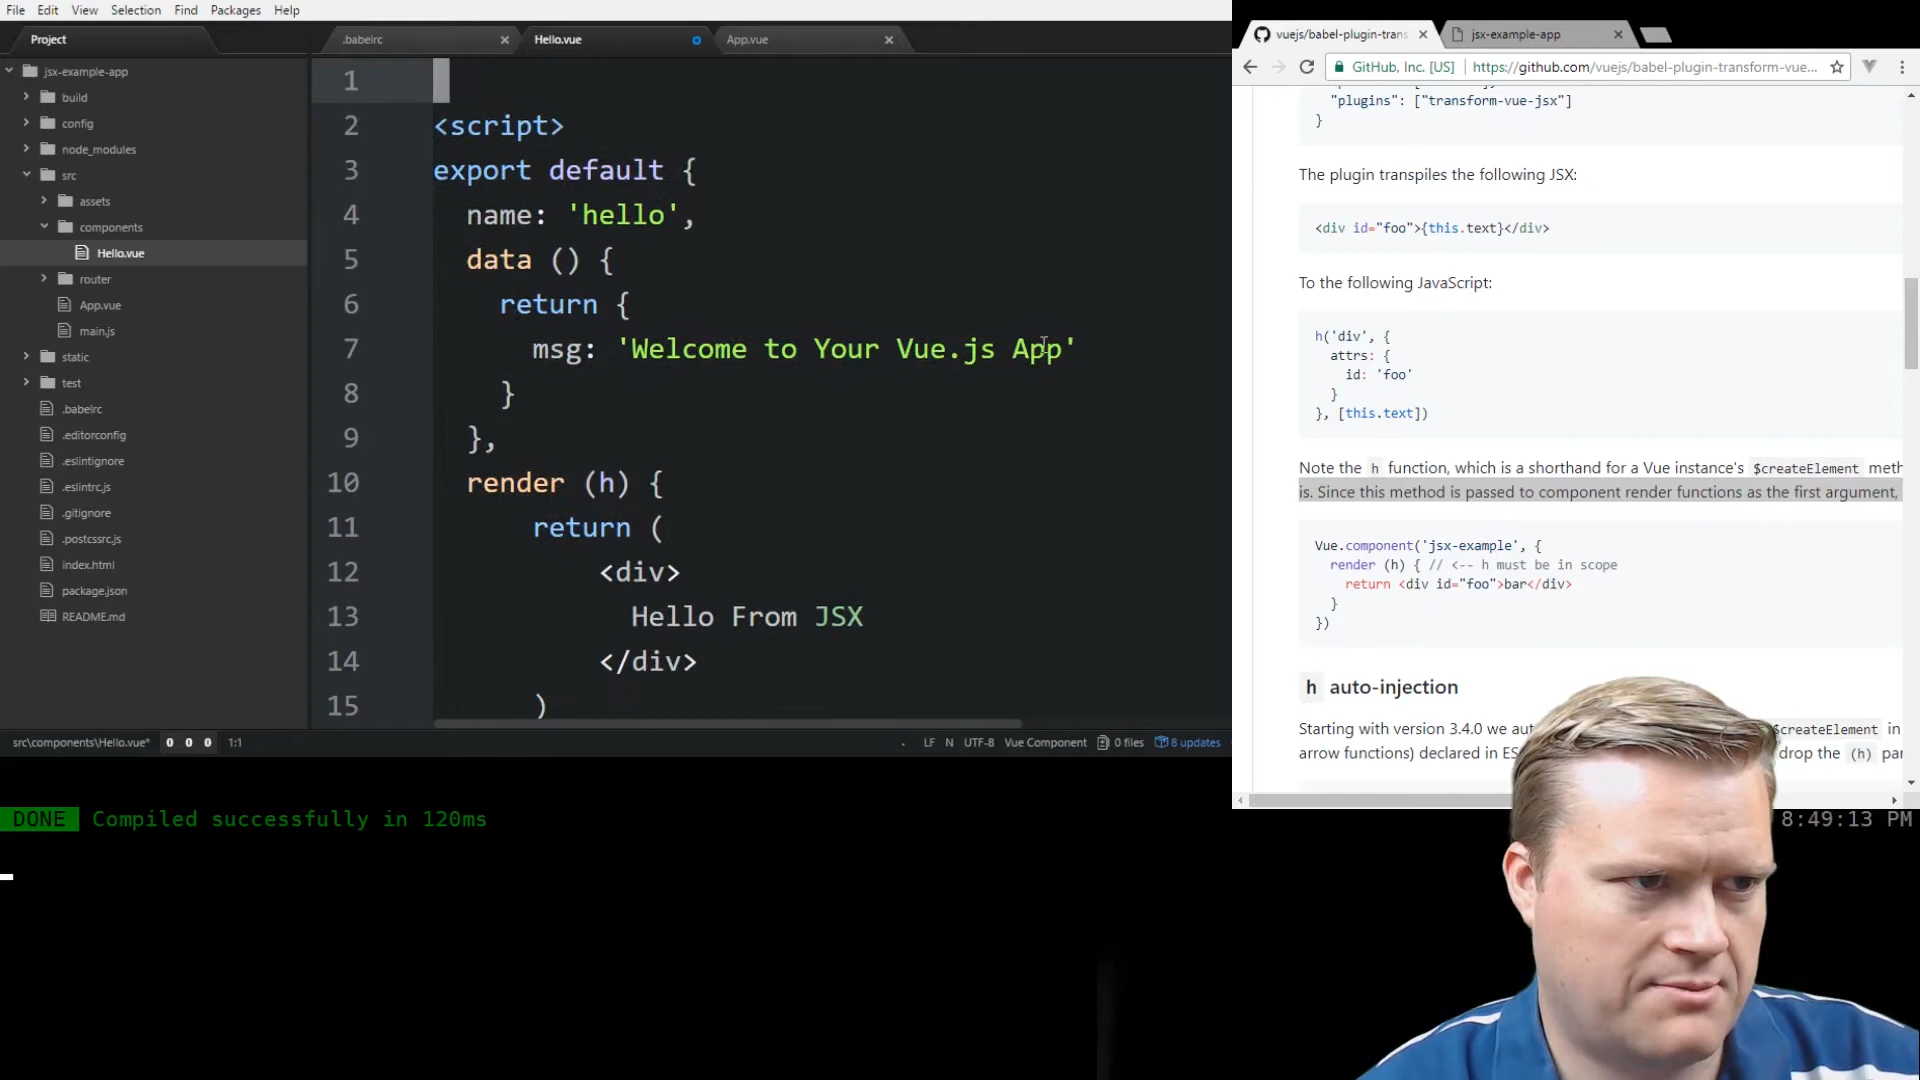 File Edit View Selection Find Packages Help
Project
jsx-example-app
build
config
node_modules
src
assets
components
Hello.vue
router
App.vue
main.js
static
test
.babelrc
.editorconfig
.eslintignore
.eslintrc.js
.gitignore
.postcssrc.js
index.html
package.json
README.md
.babelrc
Hello.vue
App.vue
1
2 <script>
3 export default {
4 name: 'hello',
5 data () {
6 return {
7 msg: 'Welcome to Your Vue.js App'
8 }
9 },
10 render (h) {
11 return (
12 <div>
13 Hello From JSX
14 </div>
15 )
src\components\Hello.vue* 0 0 0 1:1
LF N UTF-8 Vue Component 0 files 8 updates
DONE Compiled successfully in 120ms
8:49:13 PM
vuejs/babel-plugin-trans
jsx-example-app
GitHub, Inc. [US] https://github.com/vuejs/babel-plugin-transform-vue...
"plugins": ["transform-vue-jsx"]
}
The plugin transpiles the following JSX:
<div id="foo">{this.text}</div>
To the following JavaScript:
h('div', {
attrs: {
id: 'foo'
}
}, [this.text])
Note the h function, which is a shorthand for a Vue instance's $createElement meth
is. Since this method is passed to component render functions as the first argument,
Vue.component('jsx-example', {
render (h) { // <-- h must be in scope
return <div id="foo">bar</div>
}
})
h auto-injection
Starting with version 3.4.0 we aut $createElement in
arrow functions) declared in ES drop the (h) par